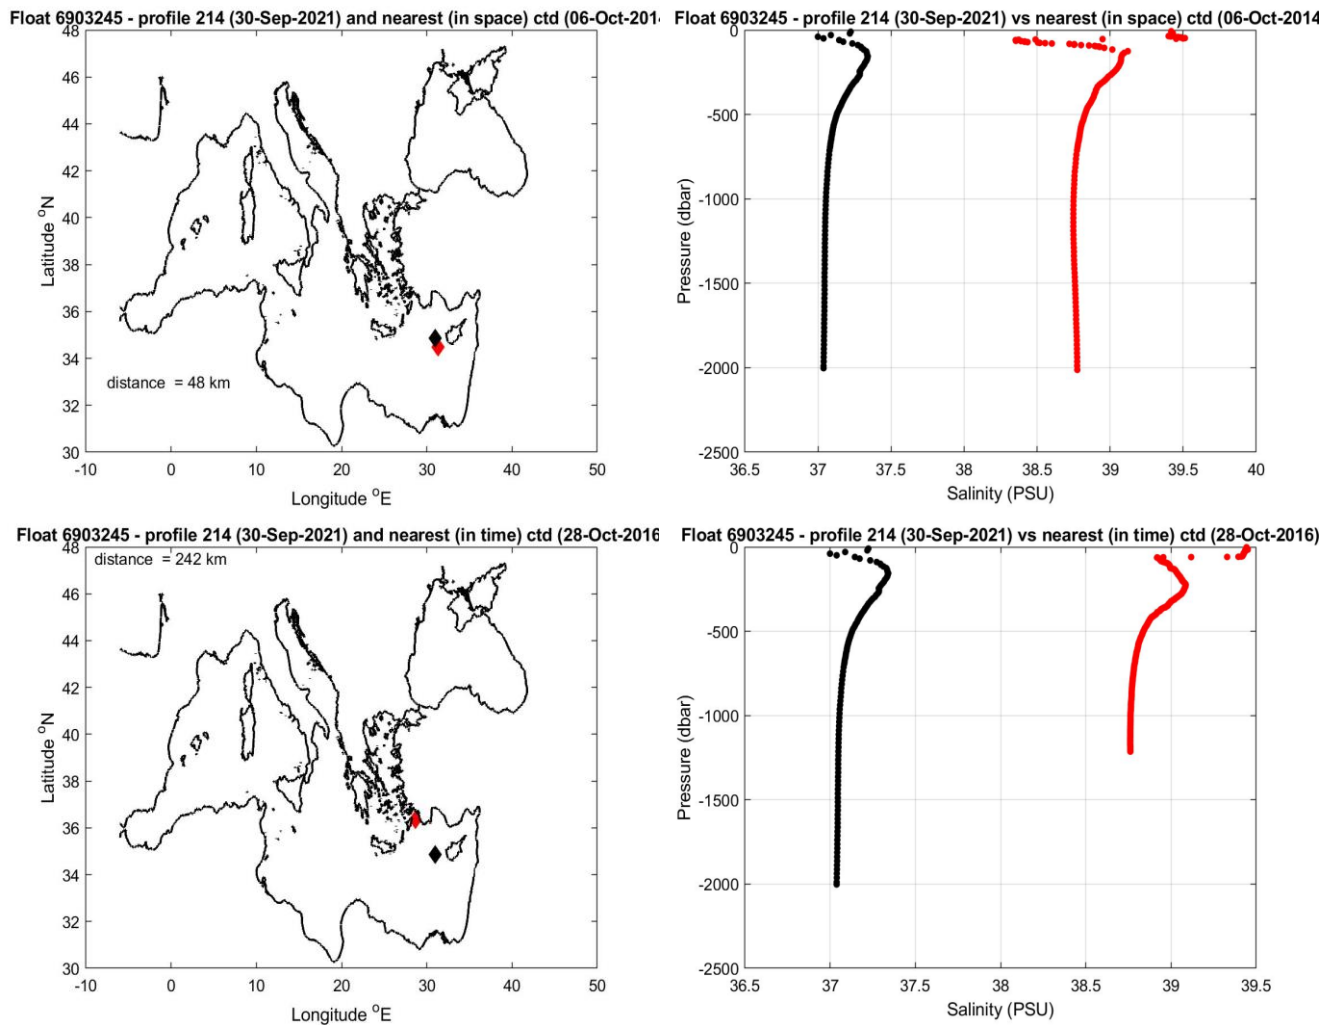 Float 6903245 - profile 214 (30-Sep-2021) and nearest (in space) ctd (06-Oct-2014
48
46
44
42
40
38
36
34
32
30
Latitude °N
distance = 48 km
-10 0 10 20 30 40 50
Longitude °E
Float 6903245 - profile 214 (30-Sep-2021) vs nearest (in space) ctd (06-Oct-2014
0
-500
-1000
-1500
-2000
-2500
Pressure (dbar)
36.5 37 37.5 38 38.5 39 39.5 40
Salinity (PSU)
Float 6903245 - profile 214 (30-Sep-2021) and nearest (in time) ctd (28-Oct-2016
distance = 242 km
48
46
44
42
40
38
36
34
32
30
Latitude °N
-10 0 10 20 30 40 50
Longitude °E
Float 6903245 - profile 214 (30-Sep-2021) vs nearest (in time) ctd (28-Oct-2016)
0
-500
-1000
-1500
-2000
-2500
Pressure (dbar)
36.5 37 37.5 38 38.5 39 39.5
Salinity (PSU)